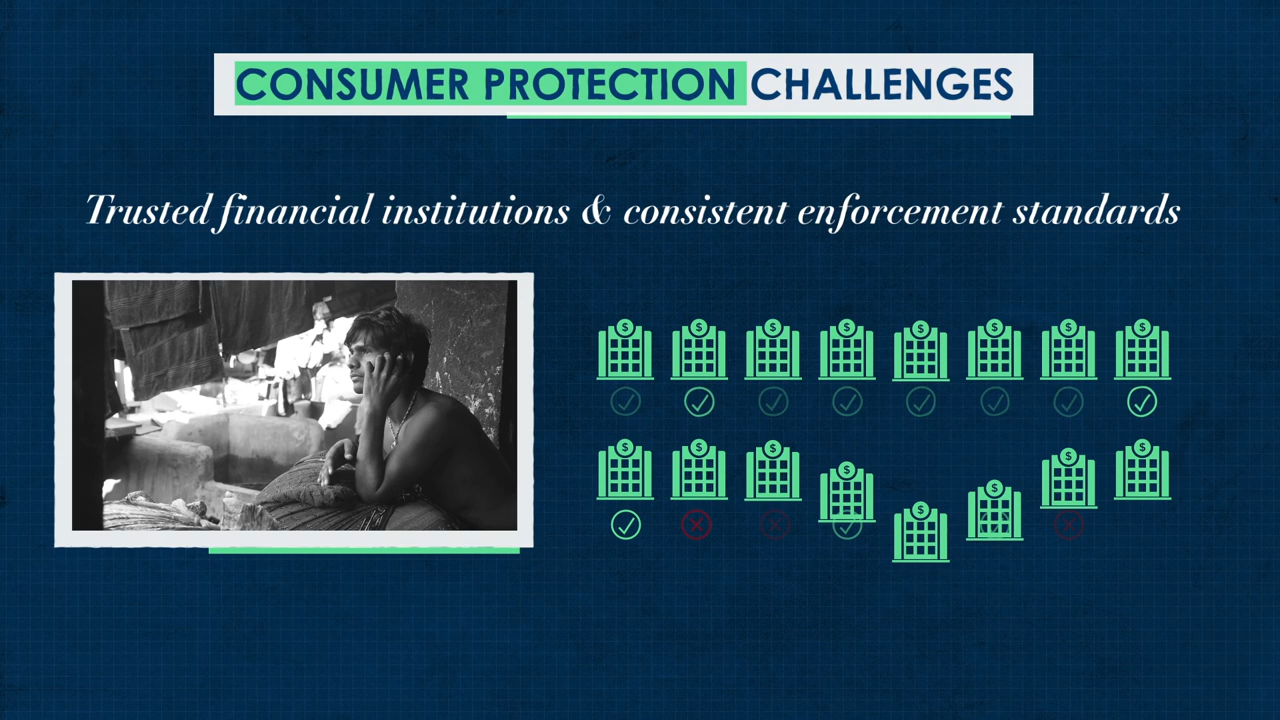 CONSUMER PROTECTION CHALLENGES
Trusted financial institutions & consistent enforcement standards
$ $ $ $ $ $ $ $
$ $ $ $ $ $ $ $